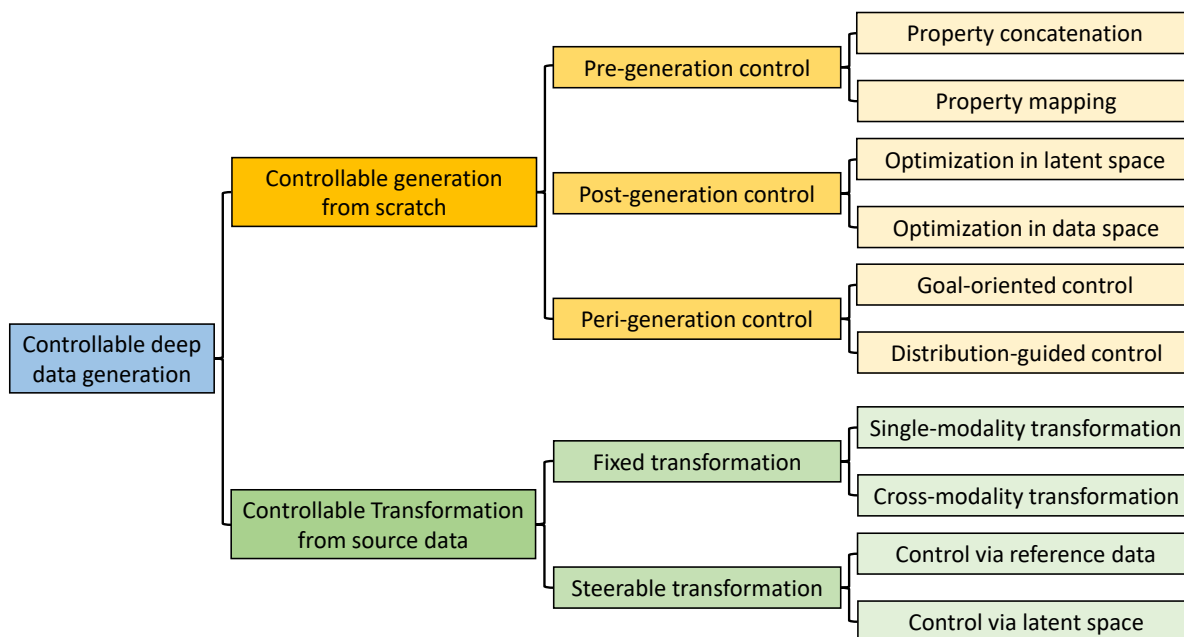 Controllable deep
data generation
Controllable generation
from scratch
Pre-generation control
Property concatenation
Property mapping
Post-generation control
Optimization in latent space
Optimization in data space
Peri-generation control
Goal-oriented control
Distribution-guided control
Controllable Transformation
from source data
Fixed transformation
Single-modality transformation
Cross-modality transformation
Steerable transformation
Control via reference data
Control via latent space